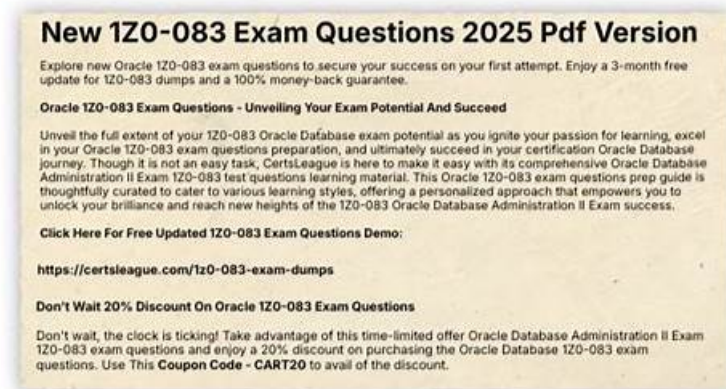 New 1Z0-083 Exam Questions 2025 Pdf Version
Explore new Oracle 1Z0-083 exam questions to secure your success on your first attempt. Enjoy a 3-month free
update for 1Z0-083 dumps and a 100% money-back guarantee.
Oracle 1Z0-083 Exam Questions - Unveiling Your Exam Potential And Succeed
Unveil the full extent of your 1Z0-083 Oracle Database exam potential as you ignite your passion for learning, excel
in your Oracle 1Z0-083 exam questions preparation, and ultimately succeed in your certification Oracle Database
journey. Though it is not an easy task, CertsLeague is here to make it easy with its comprehensive Oracle Database
Administration II Exam 1Z0-083 test questions learning material. This Oracle 1Z0-083 exam questions prep guide is
thoughtfully curated to cater to various learning styles, offering a personalized approach that empowers you to
unlock your brilliance and reach new heights of the 1Z0-083 Oracle Database Administration II Exam success.
Click Here For Free Updated 1Z0-083 Exam Questions Demo:
https://certsleague.com/1z0-083-exam-dumps
Don't Wait 20% Discount On Oracle 1Z0-083 Exam Questions
Don't wait, the clock is ticking! Take advantage of this time-limited offer Oracle Database Administration II Exam
1Z0-083 exam questions and enjoy a 20% discount on purchasing the Oracle Database 1Z0-083 exam
questions. Use This Coupon Code - CART20 to avail of the discount.